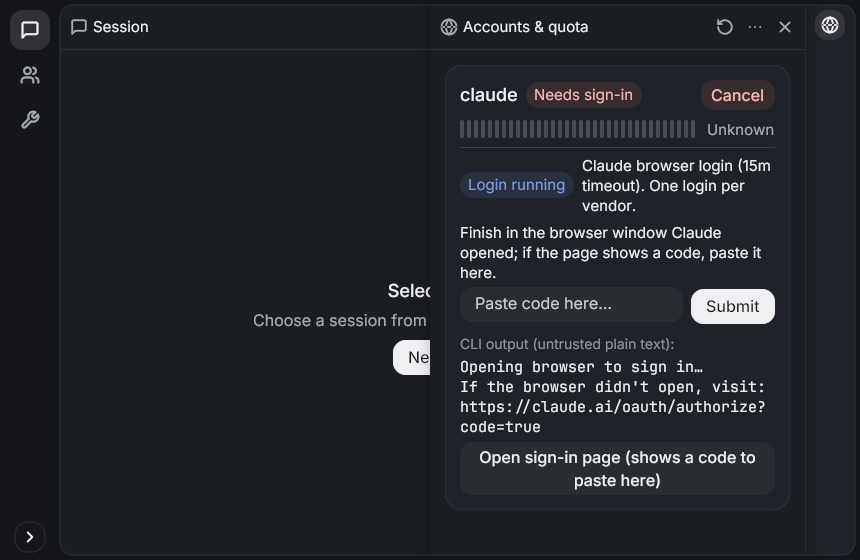 Session
Accounts & quota
claude
Needs sign-in
Cancel
Unknown
Login running
Claude browser login (15m
timeout). One login per
vendor.
Finish in the browser window Claude
opened; if the page shows a code, paste it
here.
Paste code here...
Submit
CLI output (untrusted plain text):
Opening browser to sign in…
If the browser didn't open, visit:
https://claude.ai/oauth/authorize?
code=true
Open sign-in page (shows a code to
paste here)
Selec
Choose a session from
Ne